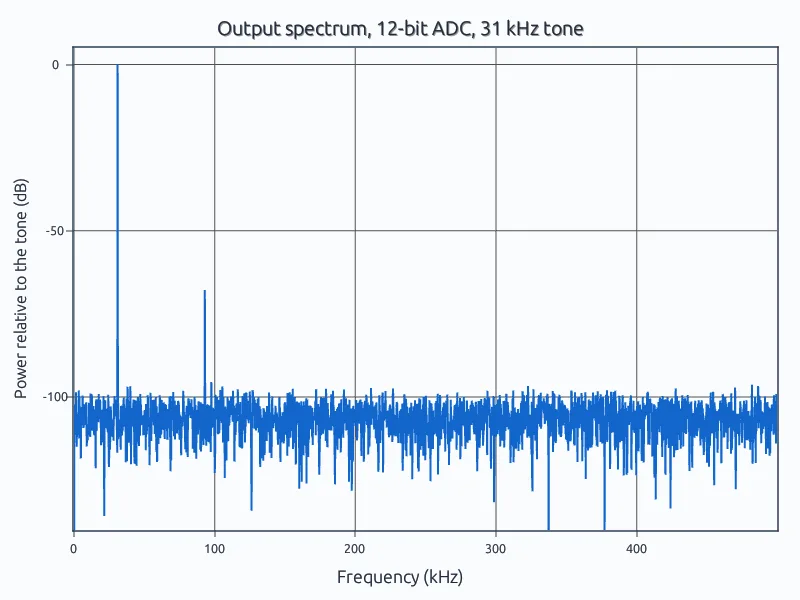 Output spectrum, 12-bit ADC, 31 kHz tone
Power relative to the tone (dB)
0
-50
-100
0
100
200
300
400
Frequency (kHz)